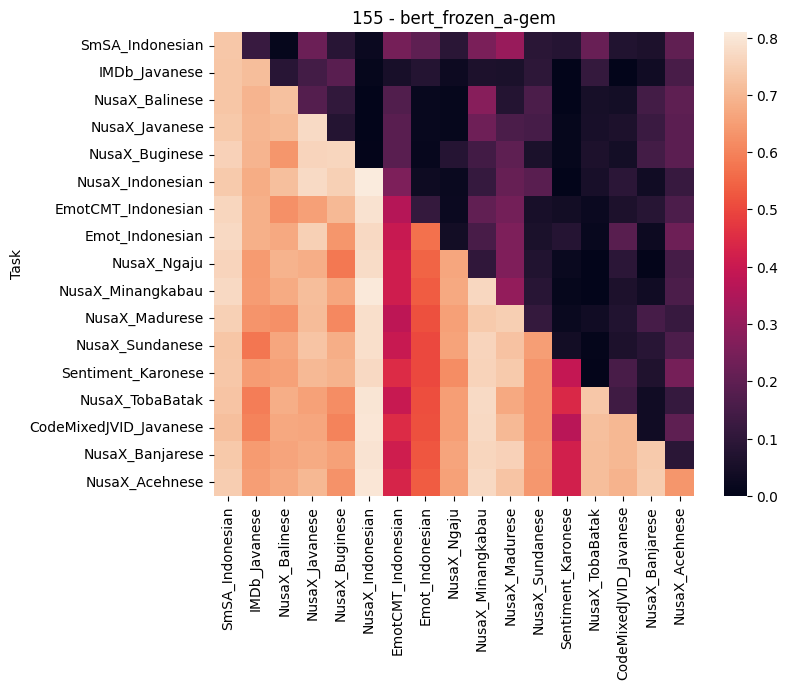 155 - bert_frozen_a-gem
Task
SmSA_Indonesian
IMDb_Javanese
NusaX_Balinese
NusaX_Javanese
NusaX_Buginese
NusaX_Indonesian
EmotCMT_Indonesian
Emot_Indonesian
NusaX_Ngaju
NusaX_Minangkabau
NusaX_Madurese
NusaX_Sundanese
Sentiment_Karonese
NusaX_TobaBatak
CodeMixedJVID_Javanese
NusaX_Banjarese
NusaX_Acehnese
SmSA_Indonesian
IMDb_Javanese
NusaX_Balinese
NusaX_Javanese
NusaX_Buginese
NusaX_Indonesian
EmotCMT_Indonesian
Emot_Indonesian
NusaX_Ngaju
NusaX_Minangkabau
NusaX_Madurese
NusaX_Sundanese
Sentiment_Karonese
NusaX_TobaBatak
CodeMixedJVID_Javanese
NusaX_Banjarese
NusaX_Acehnese
0.8
0.7
0.6
0.5
0.4
0.3
0.2
0.1
0.0